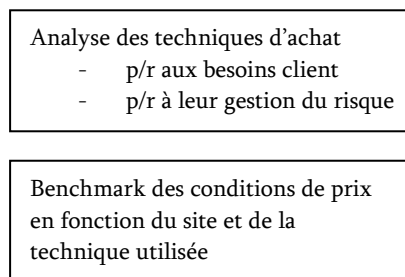 Analyse des techniques d'achat
- p/r aux besoins client
- p/r à leur gestion du risque
Benchmark des conditions de prix
en fonction du site et de la
technique utilisée